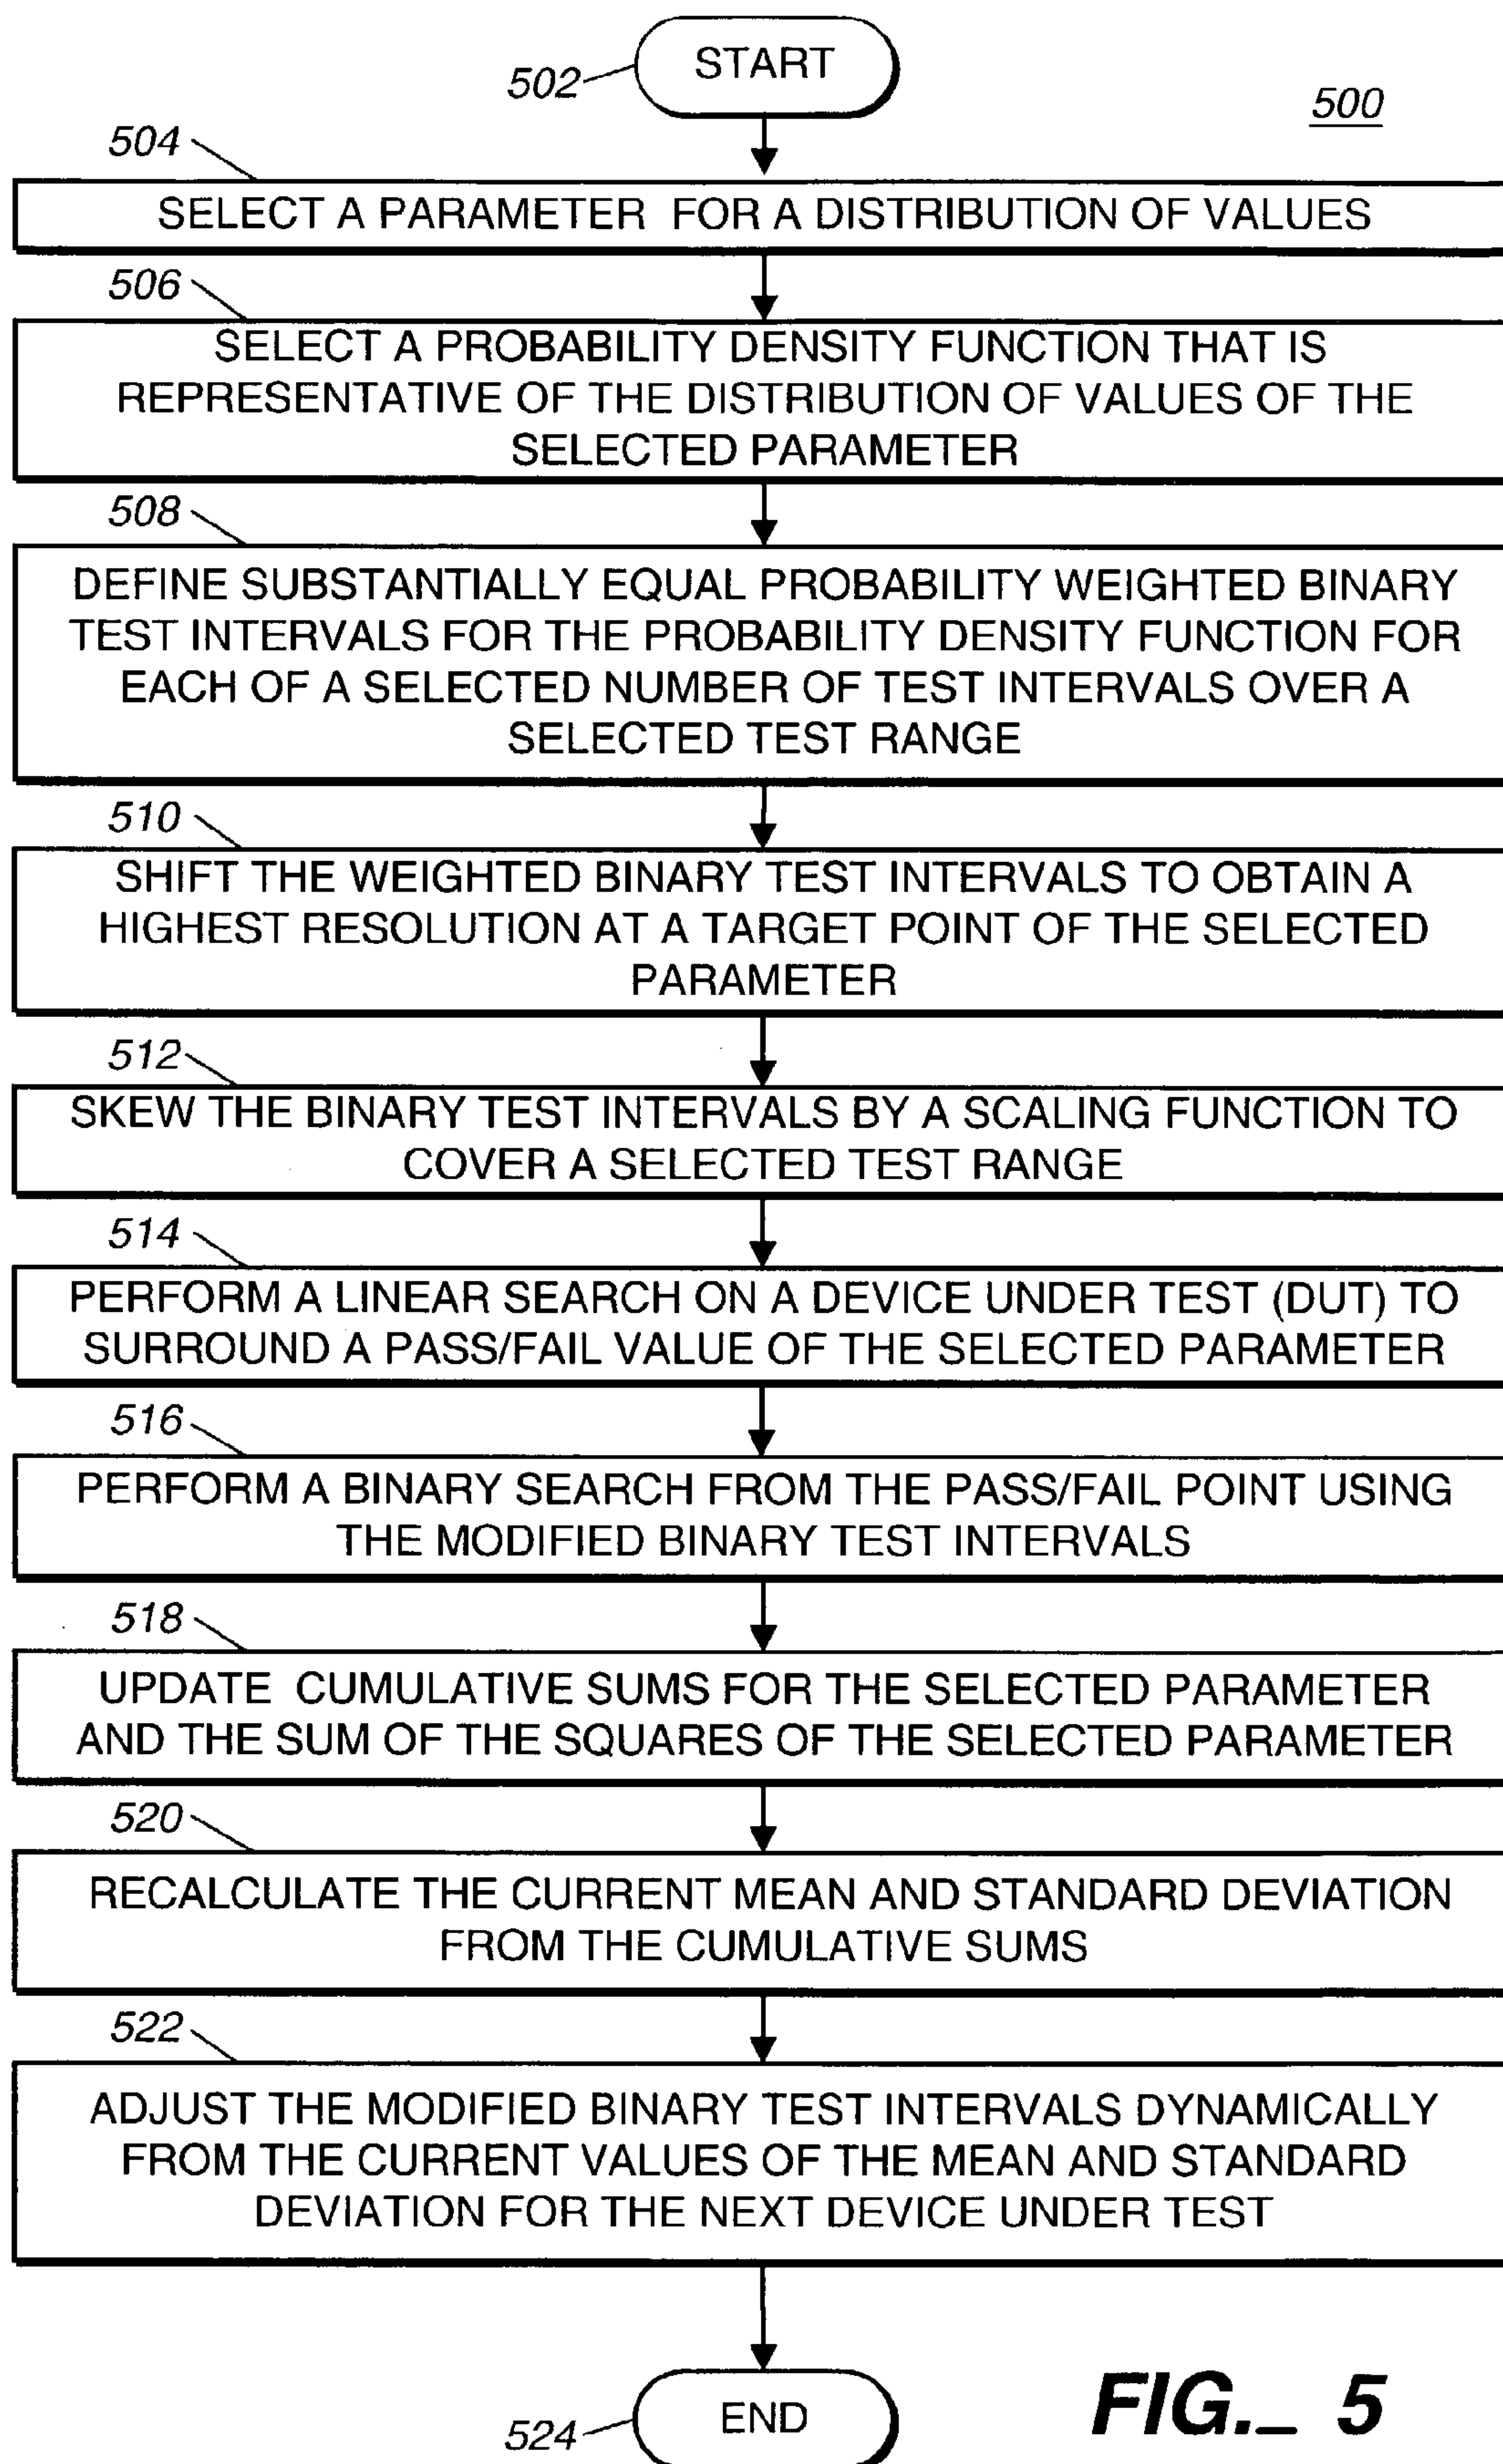 START
502
500
504
SELECT A PARAMETER FOR A DISTRIBUTION OF VALUES
506
SELECT A PROBABILITY DENSITY FUNCTION THAT IS
REPRESENTATIVE OF THE DISTRIBUTION OF VALUES OF THE
SELECTED PARAMETER
508
DEFINE SUBSTANTIALLY EQUAL PROBABILITY WEIGHTED BINARY
TEST INTERVALS FOR THE PROBABILITY DENSITY FUNCTION FOR
EACH OF A SELECTED NUMBER OF TEST INTERVALS OVER A
SELECTED TEST RANGE
510
SHIFT THE WEIGHTED BINARY TEST INTERVALS TO OBTAIN A
HIGHEST RESOLUTION AT A TARGET POINT OF THE SELECTED
PARAMETER
512
SKEW THE BINARY TEST INTERVALS BY A SCALING FUNCTION TO
COVER A SELECTED TEST RANGE
514
PERFORM A LINEAR SEARCH ON A DEVICE UNDER TEST (DUT) TO
SURROUND A PASS/FAIL VALUE OF THE SELECTED PARAMETER
516
PERFORM A BINARY SEARCH FROM THE PASS/FAIL POINT USING
THE MODIFIED BINARY TEST INTERVALS
518
UPDATE CUMULATIVE SUMS FOR THE SELECTED PARAMETER
AND THE SUM OF THE SQUARES OF THE SELECTED PARAMETER
520
RECALCULATE THE CURRENT MEAN AND STANDARD DEVIATION
FROM THE CUMULATIVE SUMS
522
ADJUST THE MODIFIED BINARY TEST INTERVALS DYNAMICALLY
FROM THE CURRENT VALUES OF THE MEAN AND STANDARD
DEVIATION FOR THE NEXT DEVICE UNDER TEST
END
524
FIG._ 5